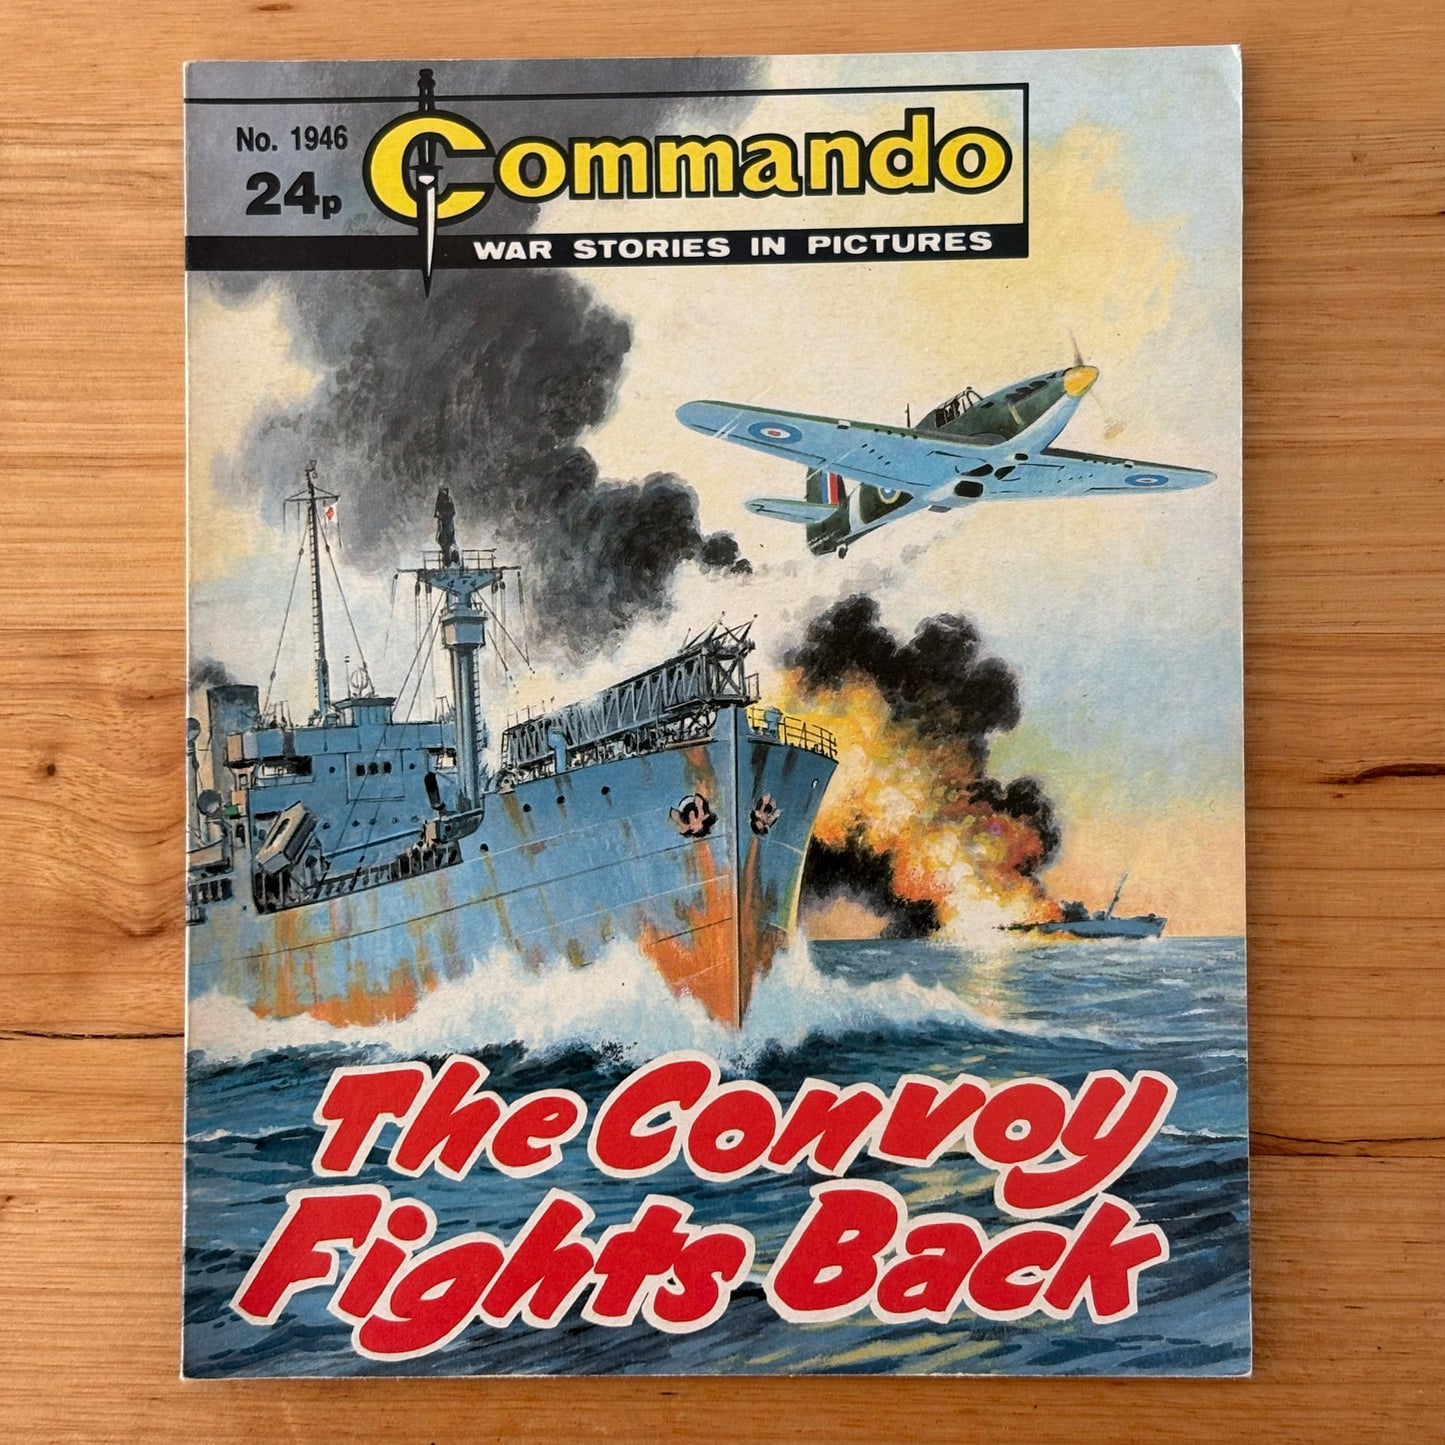 No. 1946
24p
Commando
WAR STORIES IN PICTURES
The Convoy
Fights Back